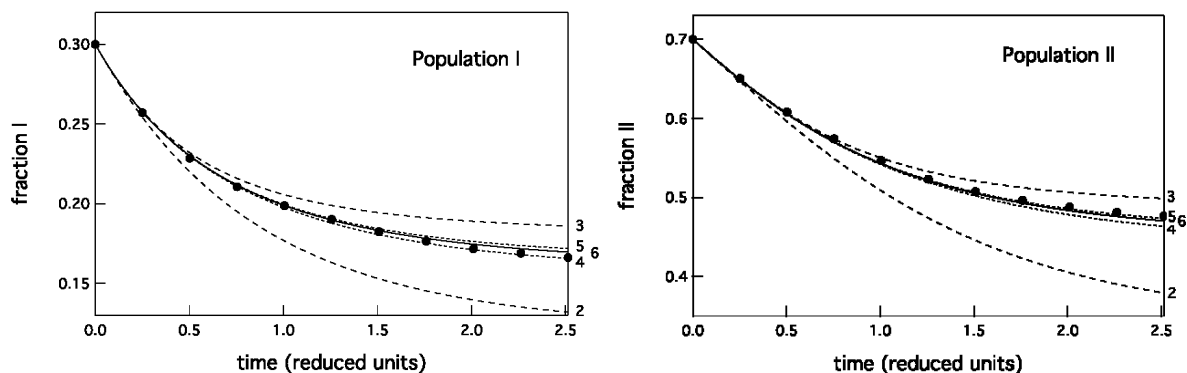 Population I
fraction I
0.30
0.25
0.20
0.15
3
5 6
4
2
0.0 0.5 1.0 1.5 2.0 2.5
time (reduced units)
Population II
fraction II
0.7
0.6
0.5
0.4
3
5 6
4
2
0.0 0.5 1.0 1.5 2.0 2.5
time (reduced units)